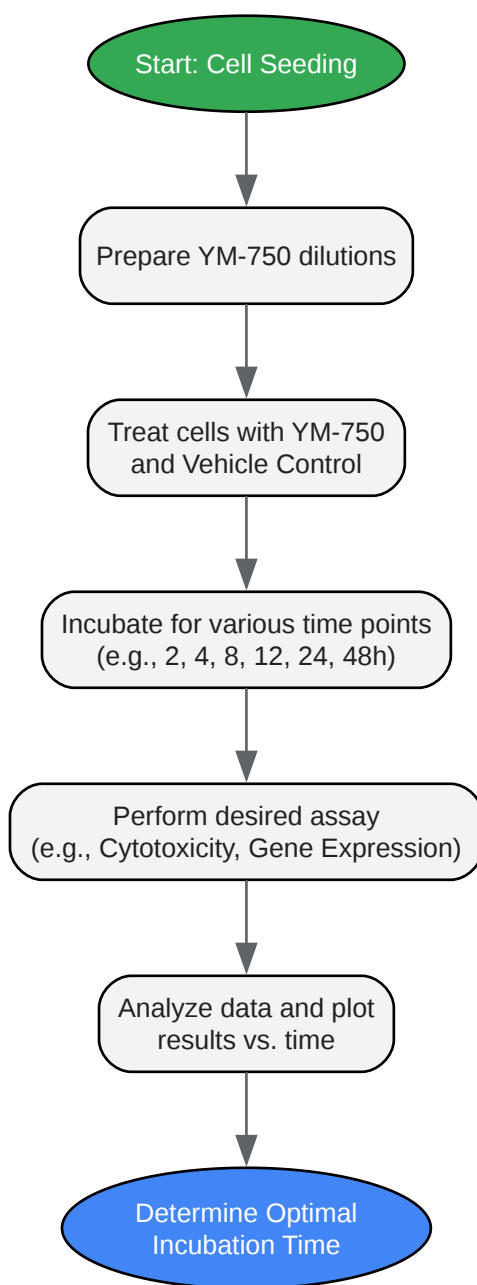 Start: Cell Seeding
Prepare YM-750 dilutions
Treat cells with YM-750
and Vehicle Control
Incubate for various time points
(e.g., 2, 4, 8, 12, 24, 48h)
Perform desired assay
(e.g., Cytotoxicity, Gene Expression)
Analyze data and plot
results vs. time
Determine Optimal
Incubation Time